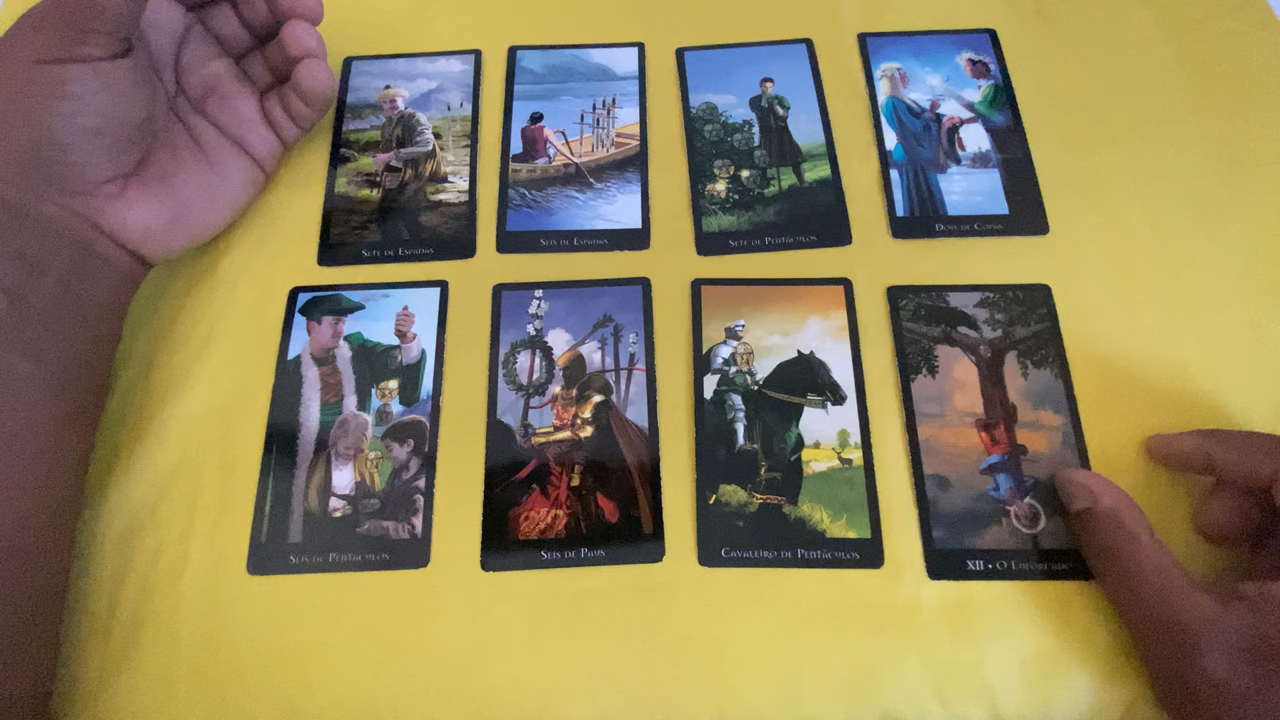 Sete de Espadas
Seis de Espadas
Sete de Pentáculos
Dois de Copas
Seis de Pentáculos
Seis de Paus
Cavaleiro de Pentáculos
XII • O Enforcado